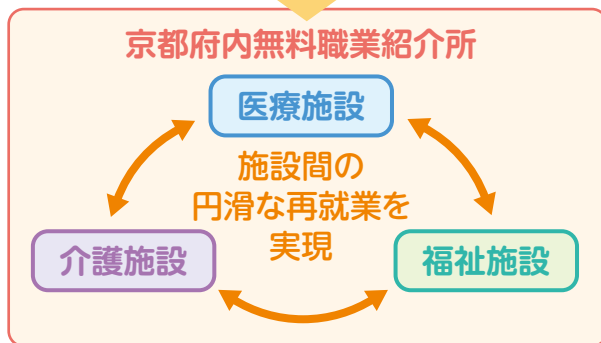 京都府内無料職業紹介所
医療施設
施設間の
円滑な再就業を
実現
介護施設
福祉施設